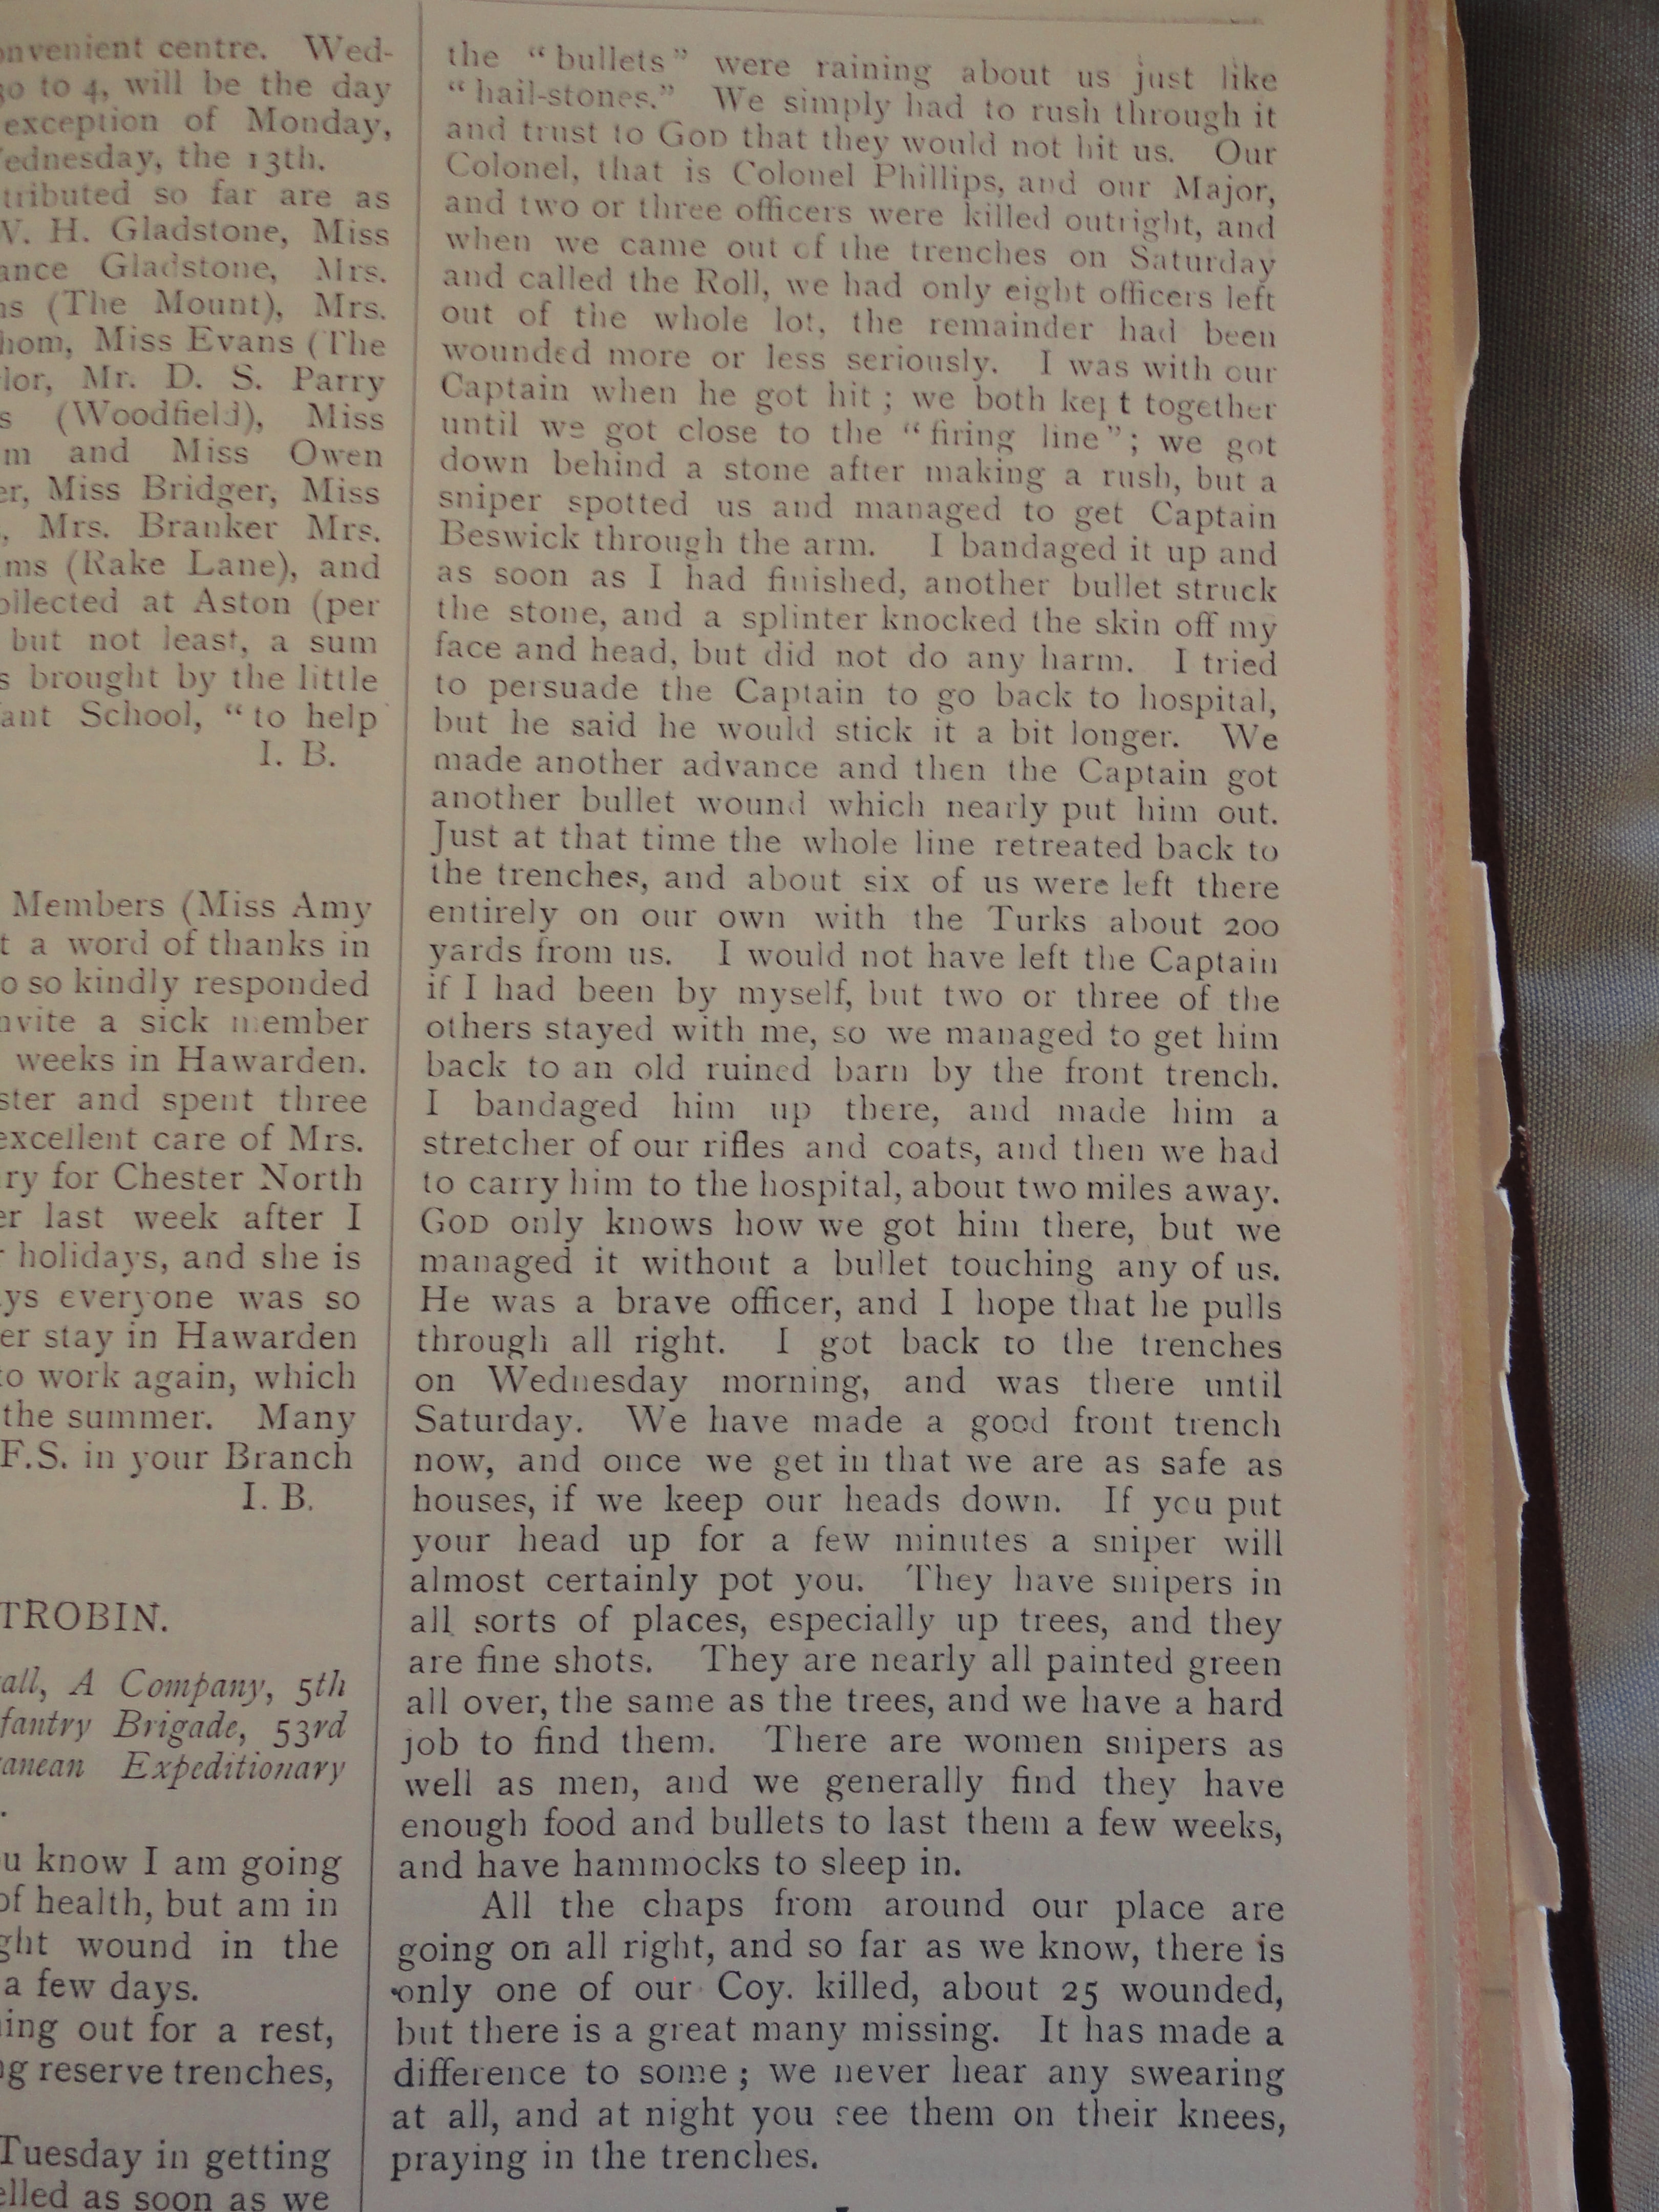 convenient centre. Wed-
30 to 4, will be the day
exception of Monday,
Wednesday, the 13th.
tributed so far are as
W. H. Gladstone, Miss
Gladstone, Mrs.
(The Mount), Mrs.
Miss Evans (The
Mr. D. S. Parry
(Woodfield), Miss
and Miss Owen
Miss Bridger, Miss
Mrs. Branker Mrs.
(Rake Lane), and
collected at Aston (per
but not least, a sum
brought by the little
School, “to help
I. B.
Members (Miss Amy
a word of thanks in
so kindly responded
invite a sick member
weeks in Hawarden.
and spent three
excellent care of Mrs.
for Chester North
last week after I
holidays, and she is
everyone was so
stay in Hawarden
to work again, which
the summer. Many
F.S. in your Branch
I. B.
TROBIN.
A Company, 5th
Brigade, 53rd
Expeditionary
know I am going
of health, but am in
wound in the
a few days.
out for a rest,
reserve trenches,
Tuesday in getting
as soon as we
the “bullets” were raining about us just like
“hail-stones.” We simply had to rush through it
and trust to GOD that they would not hit us. Our
Colonel, that is Colonel Phillips, and our Major,
and two or three officers were killed outright, and
when we came out of the trenches on Saturday
and called the Roll, we had only eight officers left
out of the whole lot, the remainder had been
wounded more or less seriously. I was with our
Captain when he got hit ; we both kept together
until we got close to the “firing line”; we got
down behind a stone after making a rush, but a
sniper spotted us and managed to get Captain
Beswick through the arm. I bandaged it up and
as soon as I had finished, another bullet struck
the stone, and a splinter knocked the skin off my
face and head, but did not do any harm. I tried
to persuade the Captain to go back to hospital,
but he said he would stick it a bit longer. We
made another advance and then the Captain got
another bullet wound which nearly put him out.
Just at that time the whole line retreated back to
the trenches, and about six of us were left there
entirely on our own with the Turks about 200
yards from us. I would not have left the Captain
if I had been by myself, but two or three of the
others stayed with me, so we managed to get him
back to an old ruined barn by the front trench.
I bandaged him up there, and made him a
stretcher of our rifles and coats, and then we had
to carry him to the hospital, about two miles away.
GOD only knows how we got him there, but we
managed it without a bullet touching any of us.
He was a brave officer, and I hope that he pulls
through all right. I got back to the trenches
on Wednesday morning, and was there until
Saturday. We have made a good front trench
now, and once we get in that we are as safe as
houses, if we keep our heads down. If you put
your head up for a few minutes a sniper will
almost certainly pot you. They have snipers in
all sorts of places, especially up trees, and they
are fine shots. They are nearly all painted green
all over, the same as the trees, and we have a hard
job to find them. There are women snipers as
well as men, and we generally find they have
enough food and bullets to last them a few weeks,
and have hammocks to sleep in.
All the chaps from around our place are
going on all right, and so far as we know, there is
only one of our Coy. killed, about 25 wounded,
but there is a great many missing. It has made a
difference to some ; we never hear any swearing
at all, and at night you see them on their knees,
praying in the trenches.